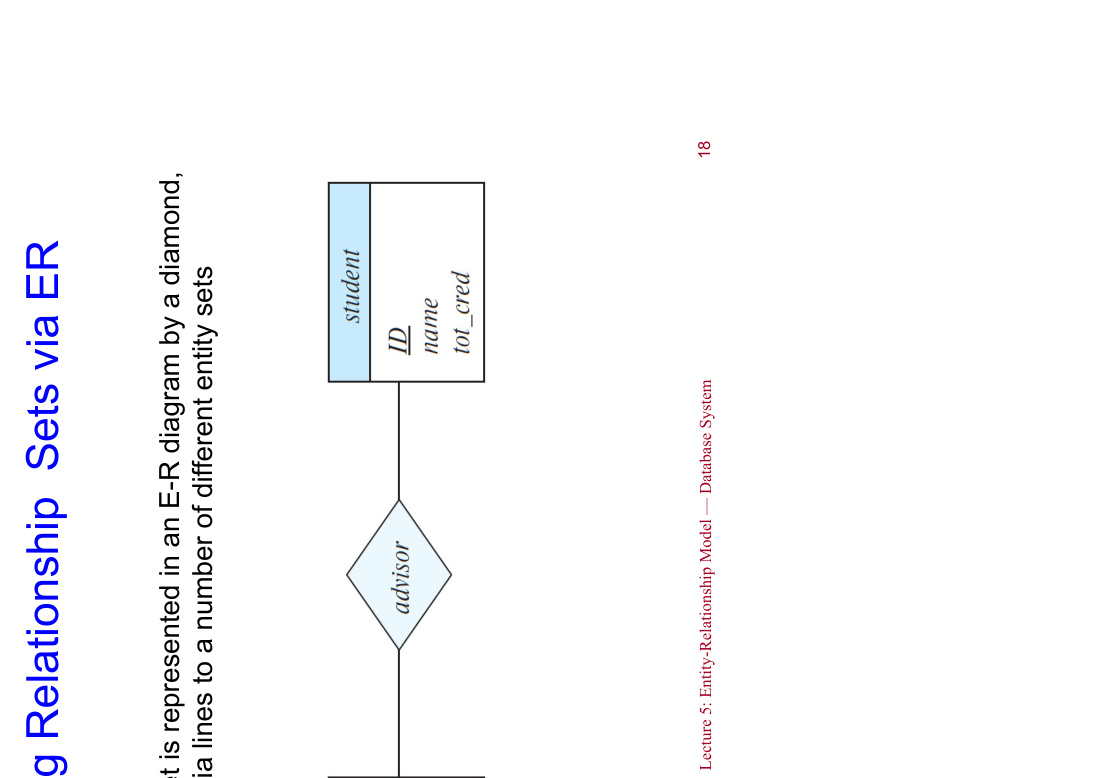 g Relationship Sets via ER
et is represented in an E-R diagram by a diamond,
ia lines to a number of different entity sets
advisor
student
ID
name
tot_cred
Lecture 5: Entity-Relationship Model — Database System
18